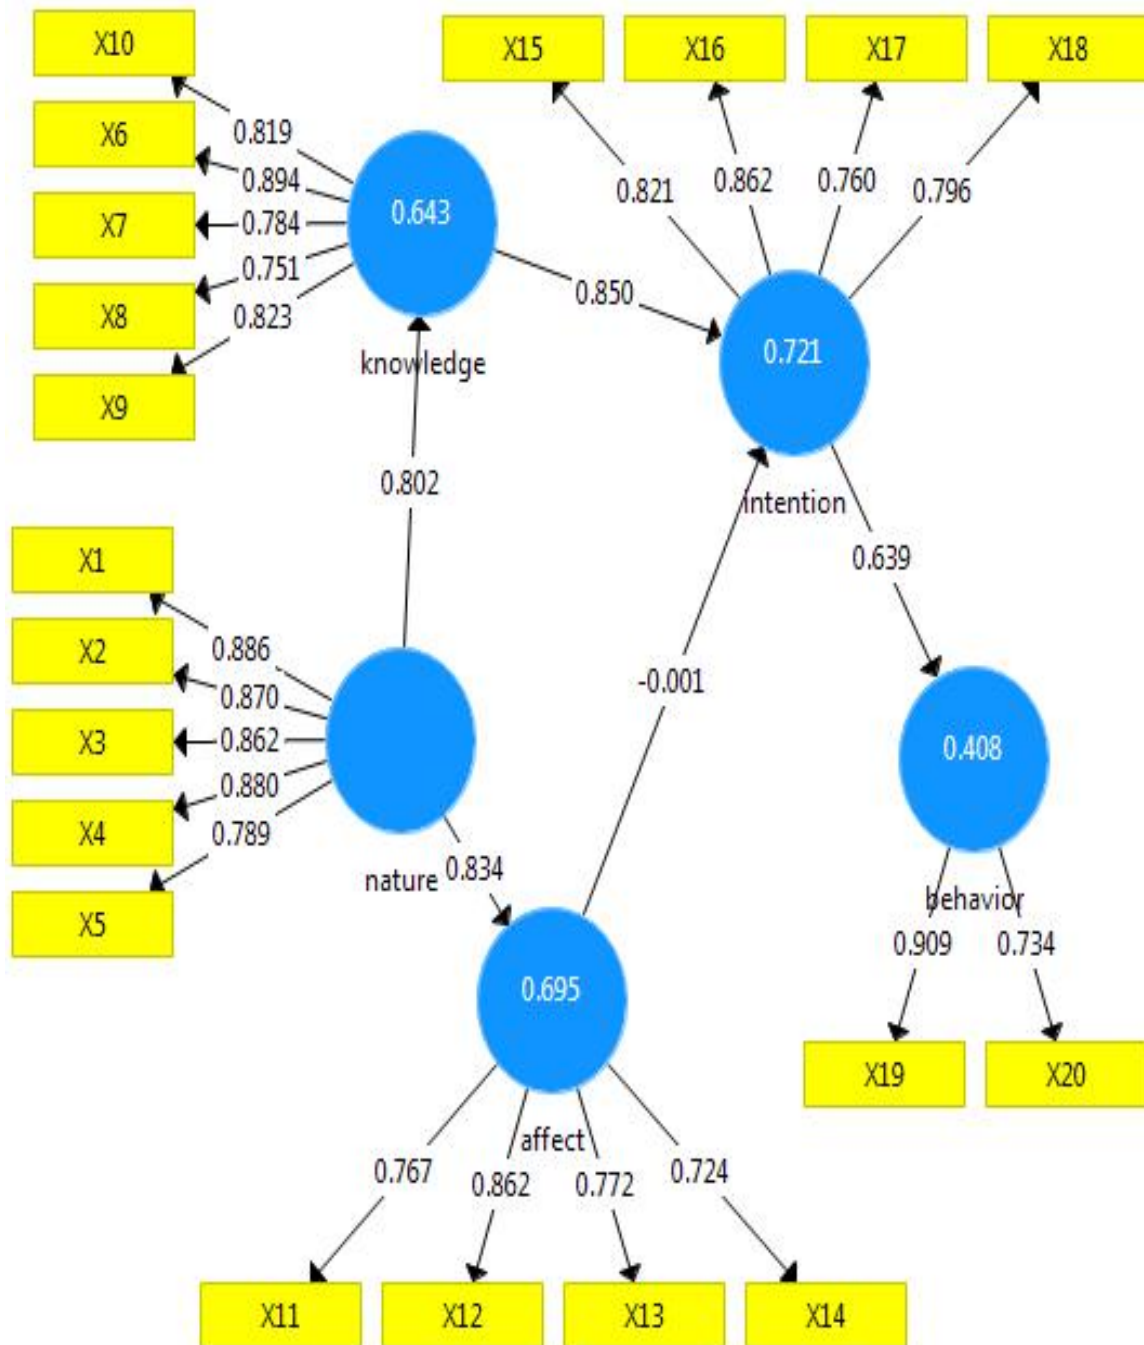 X10
X6
X7
X8
X9
0.819
0.894
0.784
0.751
0.823
0.643
knowledge
X15
X16
X17
X18
0.821
0.862
0.760
0.796
0.850
0.721
intention
0.802
X1
X2
X3
X4
X5
0.886
0.870
0.862
0.880
0.789
nature
0.834
-0.001
0.639
0.408
behavior
0.909
0.734
X19
X20
0.695
affect
0.767
0.862
0.772
0.724
X11
X12
X13
X14